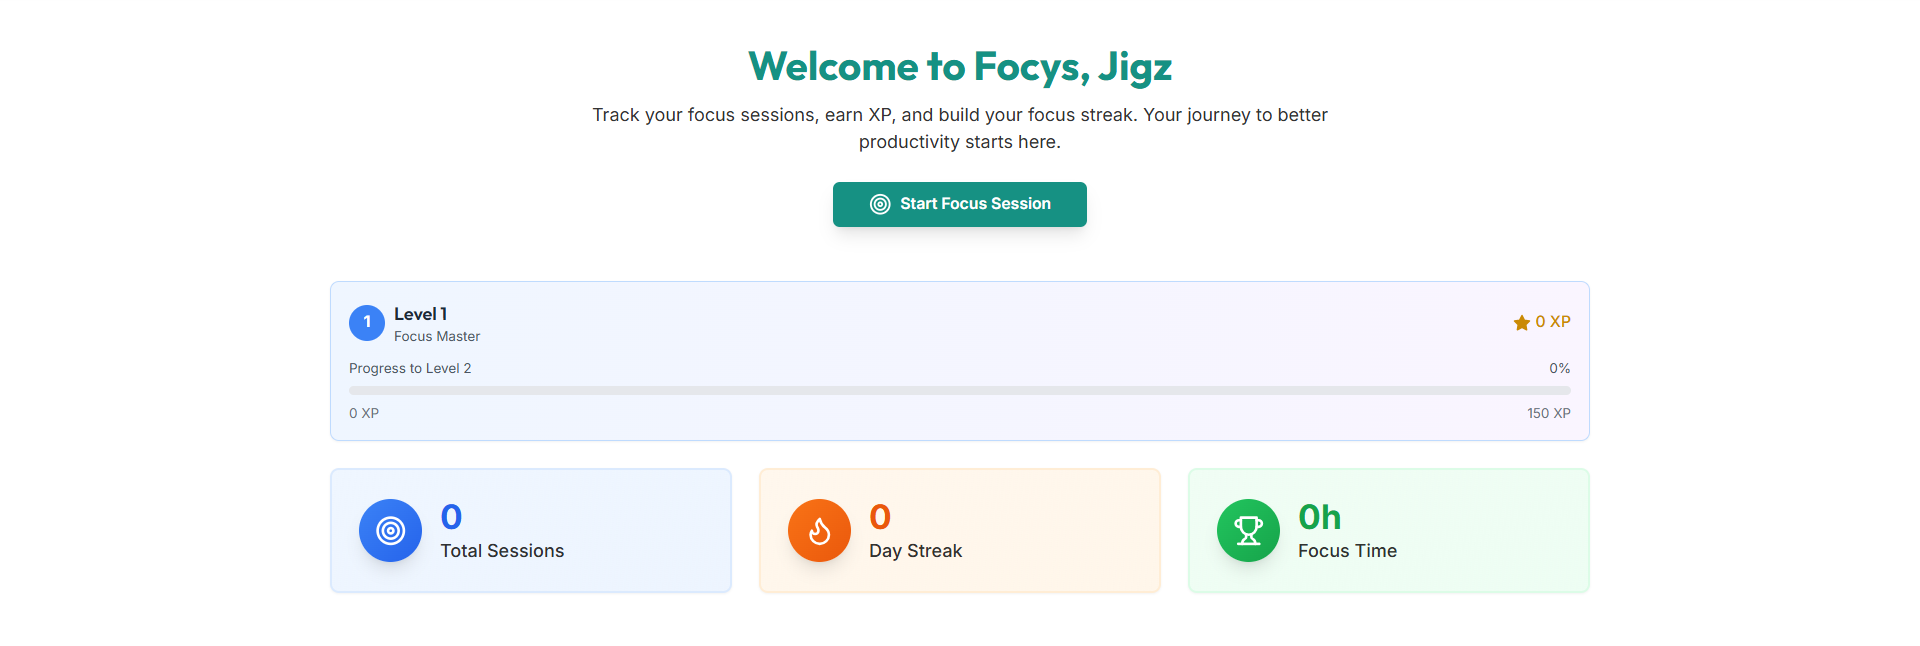 Welcome to Focys, Jigz
Track your focus sessions, earn XP, and build your focus streak. Your journey to better
productivity starts here.
Start Focus Session
1
Level 1
Focus Master
0 XP
Progress to Level 2
0%
0 XP
150 XP
0
Total Sessions
0
Day Streak
0h
Focus Time